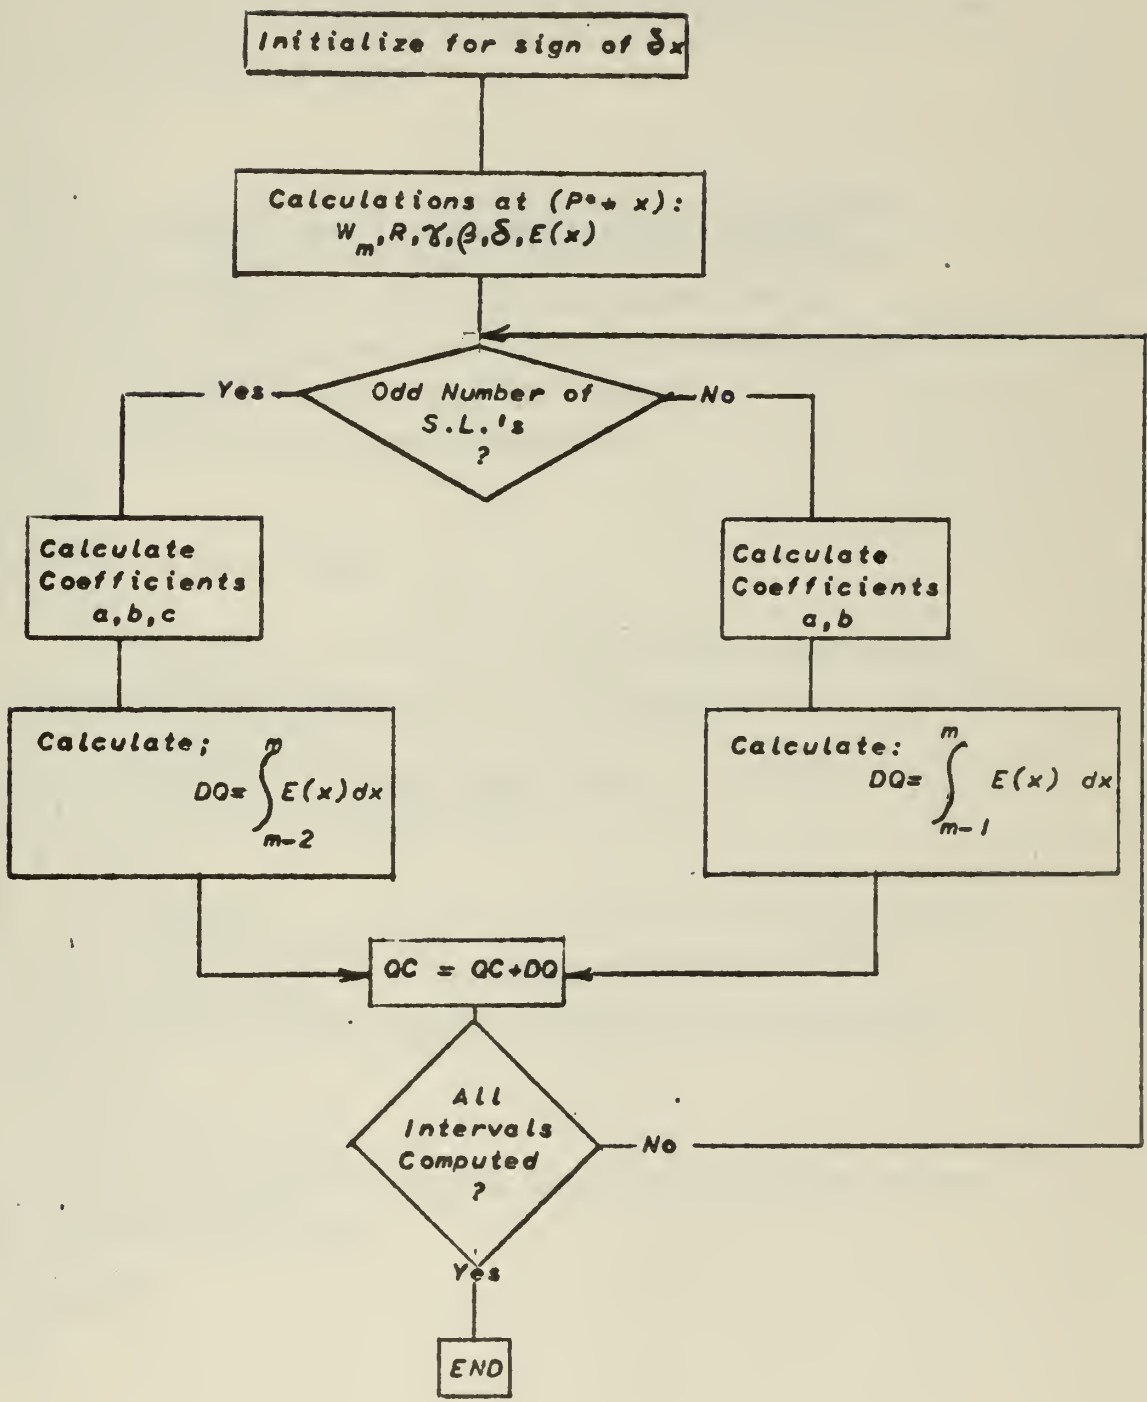 Initialize for sign of δx
Calculations at (P** x):
W_m, R, γ, β, δ, E(x)
Odd Number of
S.L.'s
?
Yes
No
Calculate
Coefficients
a, b, c
Calculate
Coefficients
a, b
Calculate;
DQ= ∫_{m-2}^{m} E(x) dx
Calculate:
DQ= ∫_{m-1}^{m} E(x) dx
QC = QC+DQ
All
Intervals
Computed
?
No
Yes
END